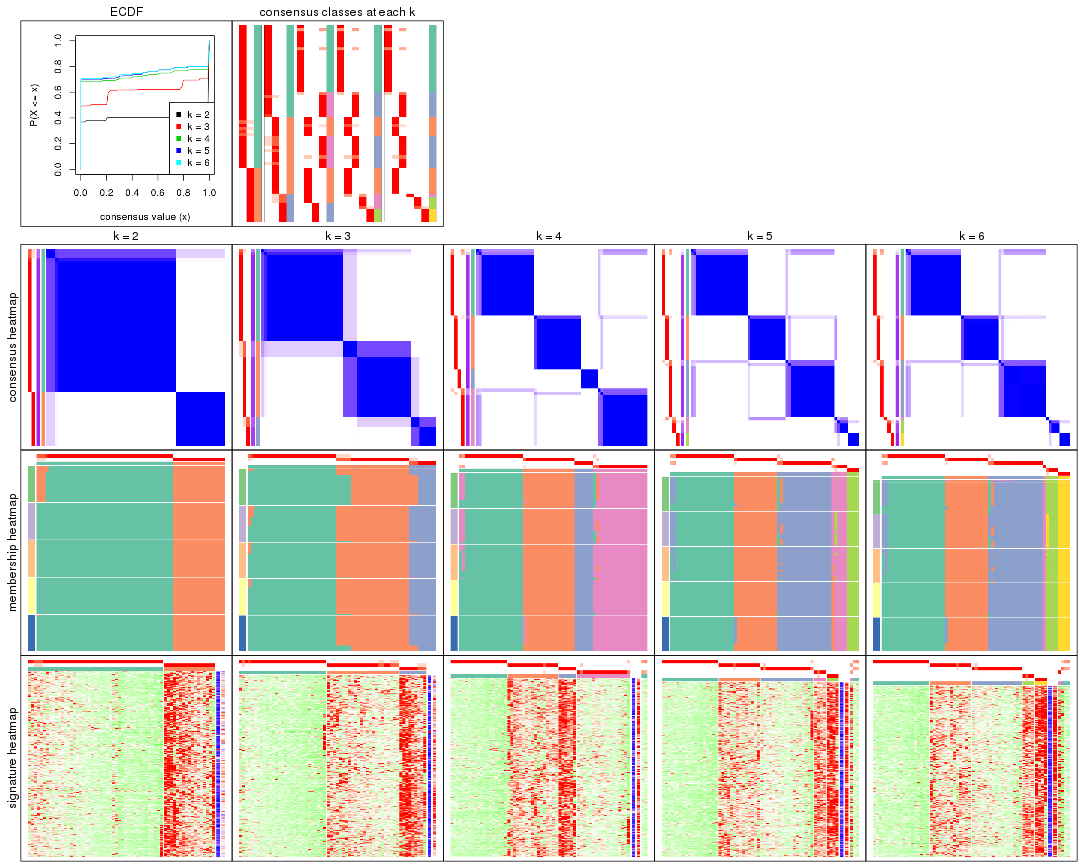 ECDF
consensus classes at each k
P(X <= x)
1.0
0.8
0.6
0.4
0.2
0.0
k = 2
k = 3
k = 4
k = 5
k = 6
0.0 0.2 0.4 0.6 0.8 1.0
consensus value (x)
k = 2
k = 3
k = 4
k = 5
k = 6
consensus heatmap
membership heatmap
signature heatmap